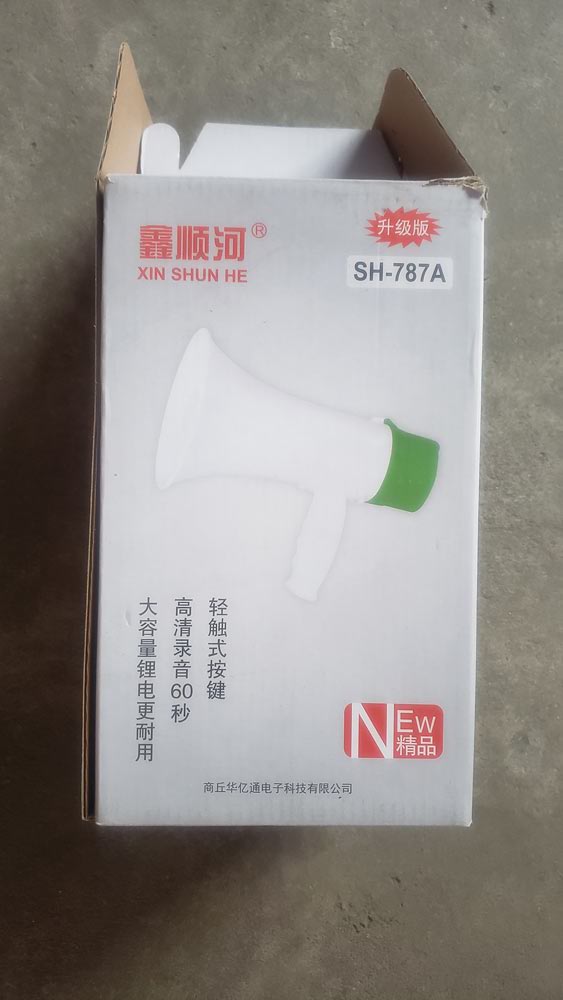 鑫顺河®
XIN SHUN HE
升级版
SH-787A
轻触式按键
高清录音60秒
大容量锂电更耐用
NEW
精品
商丘华亿通电子科技有限公司